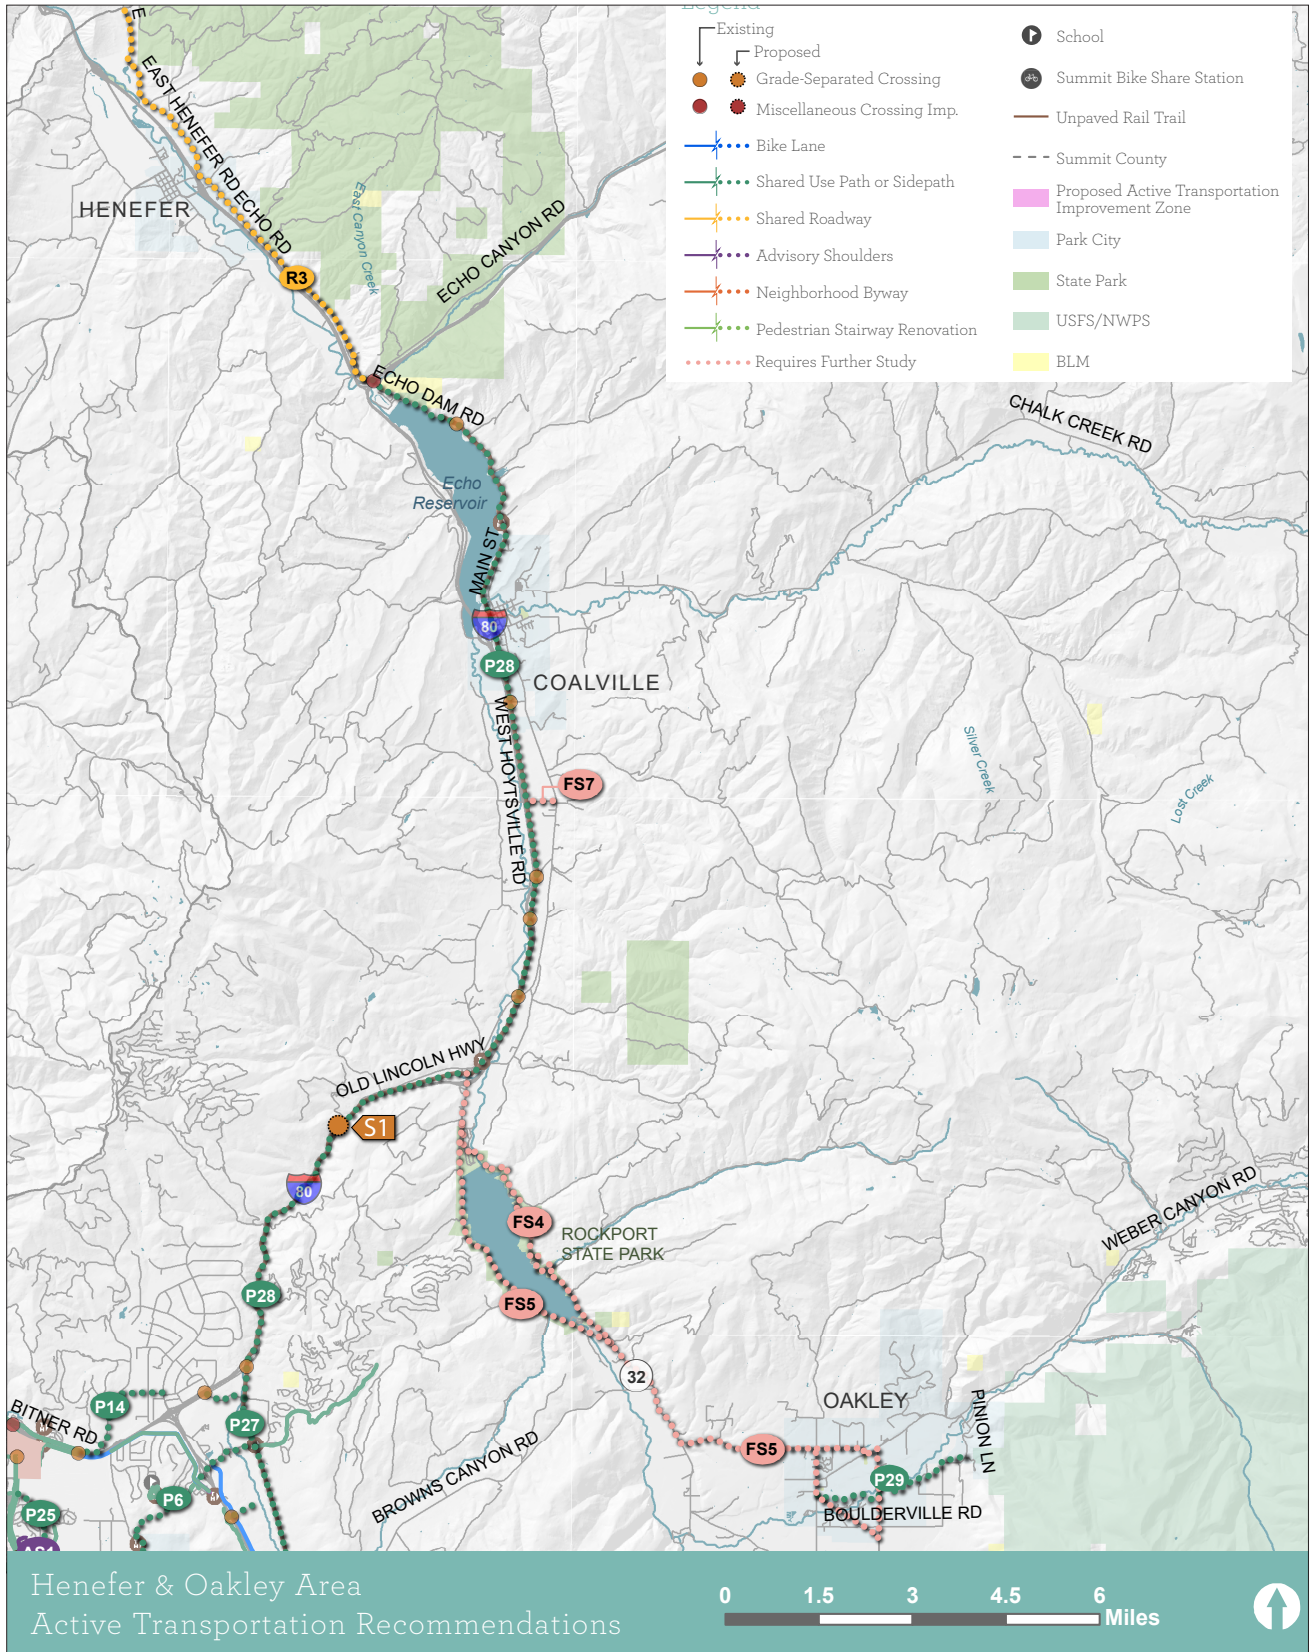 Legend
Existing
Proposed
Grade-Separated Crossing
Miscellaneous Crossing Imp.
Bike Lane
Shared Use Path or Sidepath
Shared Roadway
Advisory Shoulders
Neighborhood Byway
Pedestrian Stairway Renovation
Requires Further Study
School
Summit Bike Share Station
Unpaved Rail Trail
Summit County
Proposed Active Transportation
Improvement Zone
Park City
State Park
USFS/NWPS
BLM
E
EAST HENEFER RD
ECHO RD
HENEFER
East Canyon Creek
ECHO CANYON RD
R3
ECHO DAM RD
CHALK CREEK RD
Echo
Reservoir
MAIN ST
80
P28
COALVILLE
WEST HOYTSVILLE RD
FS7
Silver Creek
Lost Creek
OLD LINCOLN HWY
S1
80
WEBER CANYON RD
FS4
ROCKPORT
STATE PARK
P28
FS5
32
OAKLEY
PINION LN
P14
BITNER RD
P27
FS5
P29
BROWNS CANYON RD
P6
BOULDERVILLE RD
P25
AS1
Henefer & Oakley Area
Active Transportation Recommendations
0 1.5 3 4.5 6
Miles